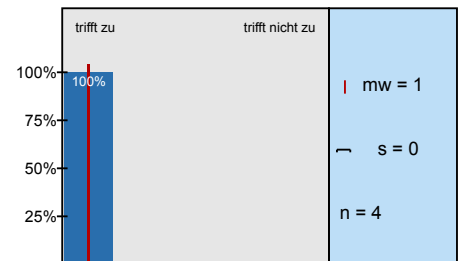 trifft zu trifft nicht zu
100%
100%
mw = 1
75%
s = 0
50%
25%
n = 4